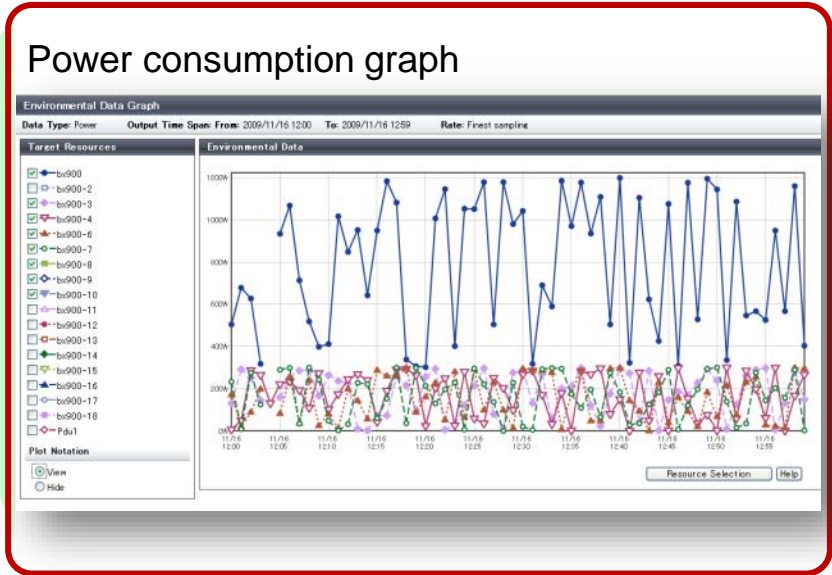 Power consumption graph
Environmental Data Graph
Data Type: Power Output Time Span: From: 2009/11/16 12:00 To: 2009/11/16 12:59 Rate: Finest sampling
Target Resources
bx900
bx900-2
bx900-3
bx900-4
bx900-6
bx900-7
bx900-8
bx900-9
bx900-10
bx900-11
bx900-12
bx900-13
bx900-14
bx900-15
bx900-16
bx900-17
bx900-18
Pdu1
Plot Notation
View
Hide
Environmental Data
1200W
1000W
800W
600W
400W
200W
0W
11/16 11/16 11/16 11/16 11/16 11/16 11/16 11/16 11/16 11/16 11/16 11/16
12:00 12:05 12:10 12:15 12:20 12:25 12:30 12:35 12:40 12:45 12:50 12:55
Resource Selection Help